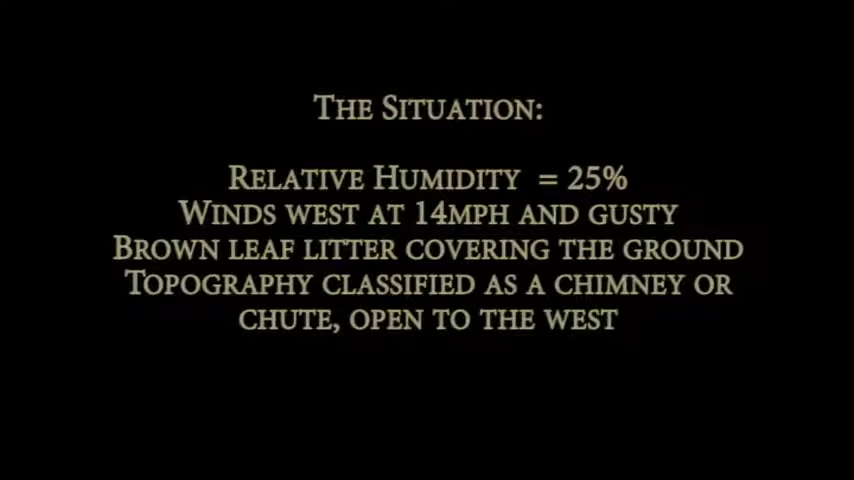 The Situation:
Relative Humidity = 25%
Winds west at 14mph and gusty
Brown leaf litter covering the ground
Topography classified as a chimney or
chute, open to the west